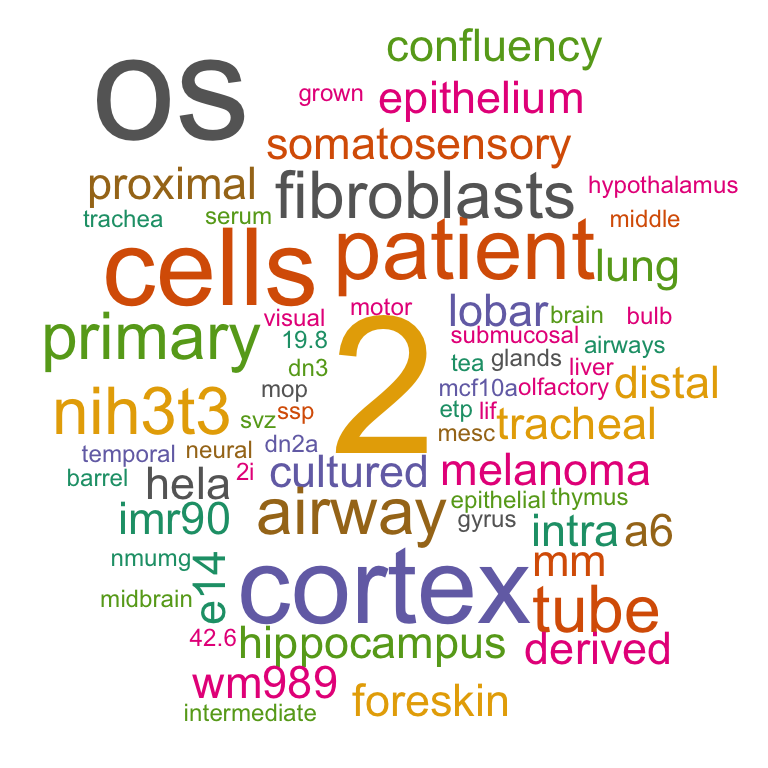 confluency
os
grown epithelium
somatosensory
proximal fibroblasts hypothalamus
trachea serum middle
cells patient lung
primary visual motor lobar brain bulb
19.8 2 submucosal airways
dn3 tea glands liver
mop mcf10a olfactory distal
nih3t3 svz ssp etp lif tracheal
temporal neural dn2a mesc
barrel hela 2i cultured melanoma
imr90 airway epithelial thymus
gyrus intra a6
nmumg e14 cortex mm
midbrain tube
42.6 hippocampus derived
wm989 foreskin
intermediate